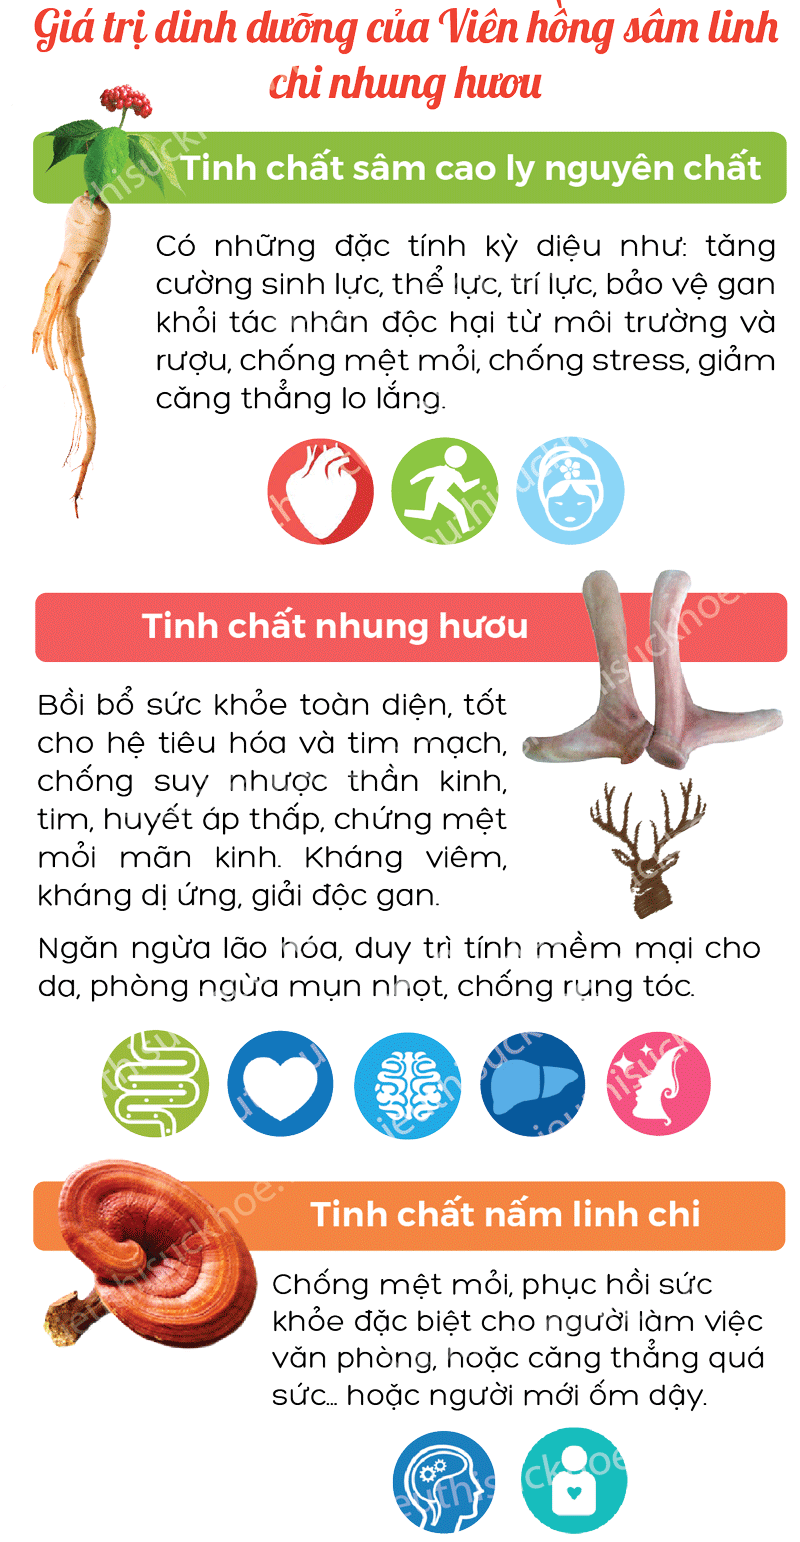 Giá trị dinh dưỡng của Viên hồng sâm linh
chi nhung hươu
Tinh chất sâm cao ly nguyên chất
Có những đặc tính kỳ diệu như: tăng
cường sinh lực, thể lực, trí lực, bảo vệ gan
khỏi tác nhân độc hại từ môi trường và
rượu, chống mệt mỏi, chống stress, giảm
căng thẳng lo lắng.
Tinh chất nhung hươu
Bồi bổ sức khỏe toàn diện, tốt
cho hệ tiêu hóa và tim mạch,
chống suy nhược thần kinh,
tim, huyết áp thấp, chứng mệt
mỏi mãn kinh. Kháng viêm,
kháng dị ứng, giải độc gan.
Ngăn ngừa lão hóa, duy trì tính mềm mại cho
da, phòng ngừa mụn nhọt, chống rụng tóc.
Tinh chất nấm linh chi
Chống mệt mỏi, phục hồi sức
khỏe đặc biệt cho người làm việc
văn phòng, hoặc căng thẳng quá
sức... hoặc người mới ốm dậy.